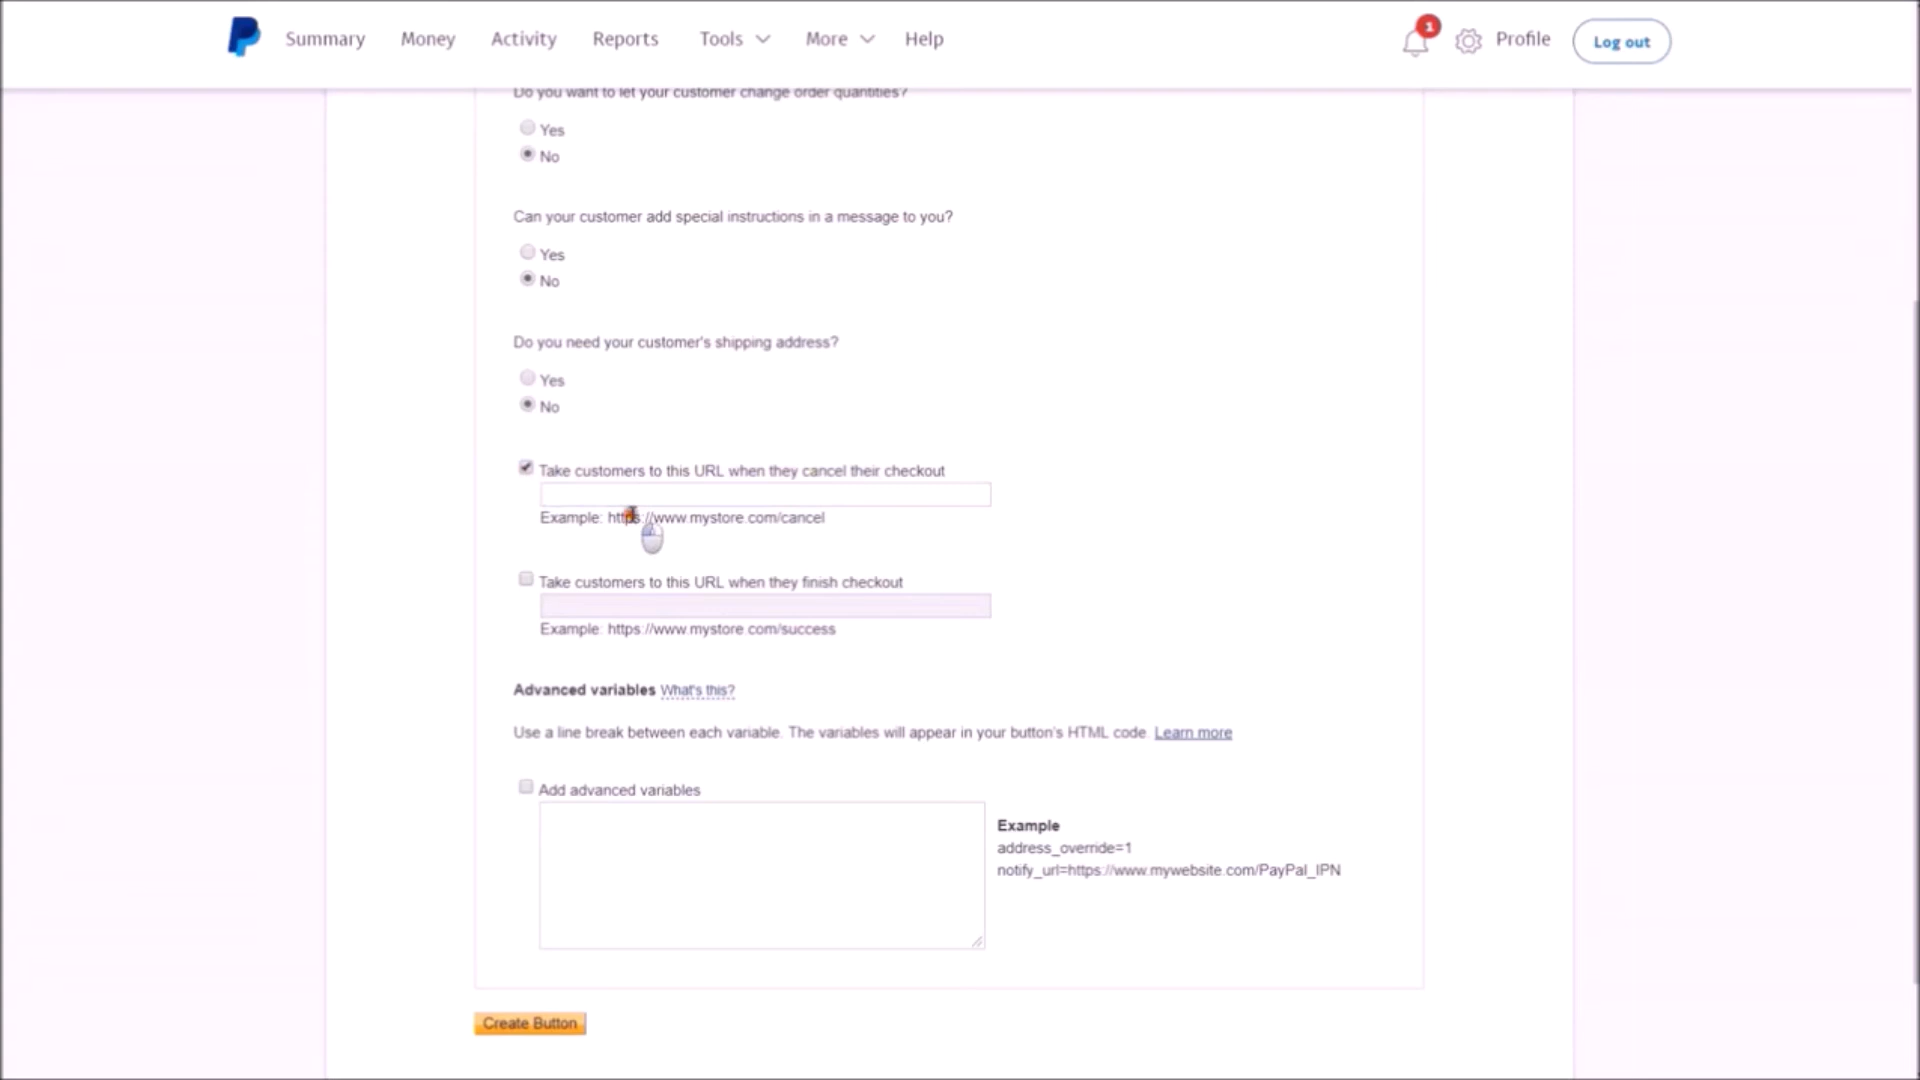 Summary Money Activity Reports Tools More Help 1 Profile Log out
Do you want to let your customer change order quantities?
Yes
No
Can your customer add special instructions in a message to you?
Yes
No
Do you need your customer's shipping address?
Yes
No
Take customers to this URL when they cancel their checkout
Example: https://www.mystore.com/cancel
Take customers to this URL when they finish checkout
Example: https://www.mystore.com/success
Advanced variables What's this?
Use a line break between each variable. The variables will appear in your button's HTML code. Learn more
Add advanced variables
Example
address_override=1
notify_url=https://www.mywebsite.com/PayPal_IPN
Create Button